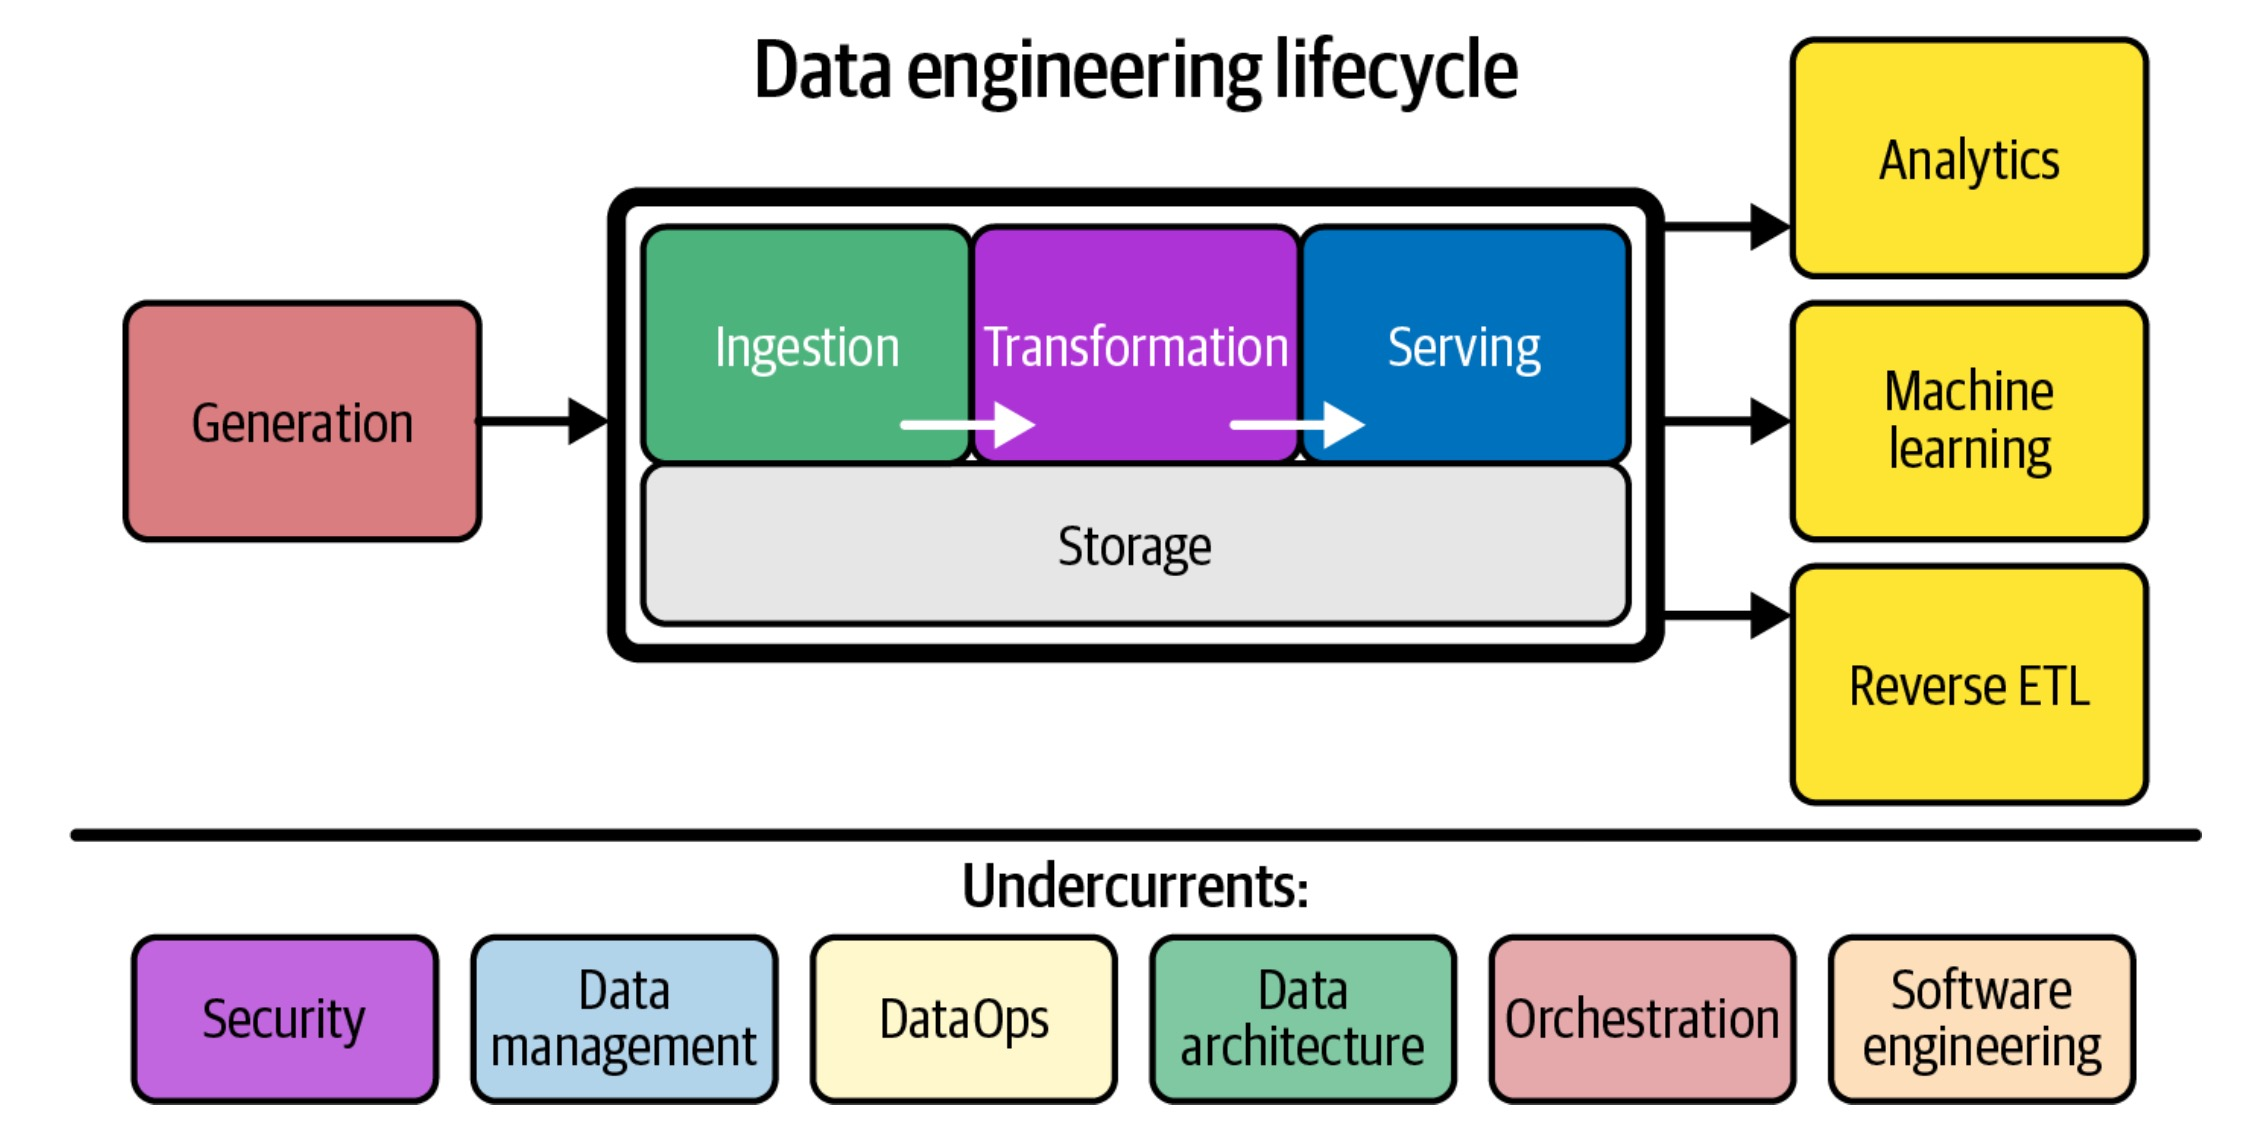 Data engineering lifecycle
Generation
Ingestion
Transformation
Serving
Storage
Analytics
Machine
learning
Reverse ETL
Undercurrents:
Security
Data
management
DataOps
Data
architecture
Orchestration
Software
engineering